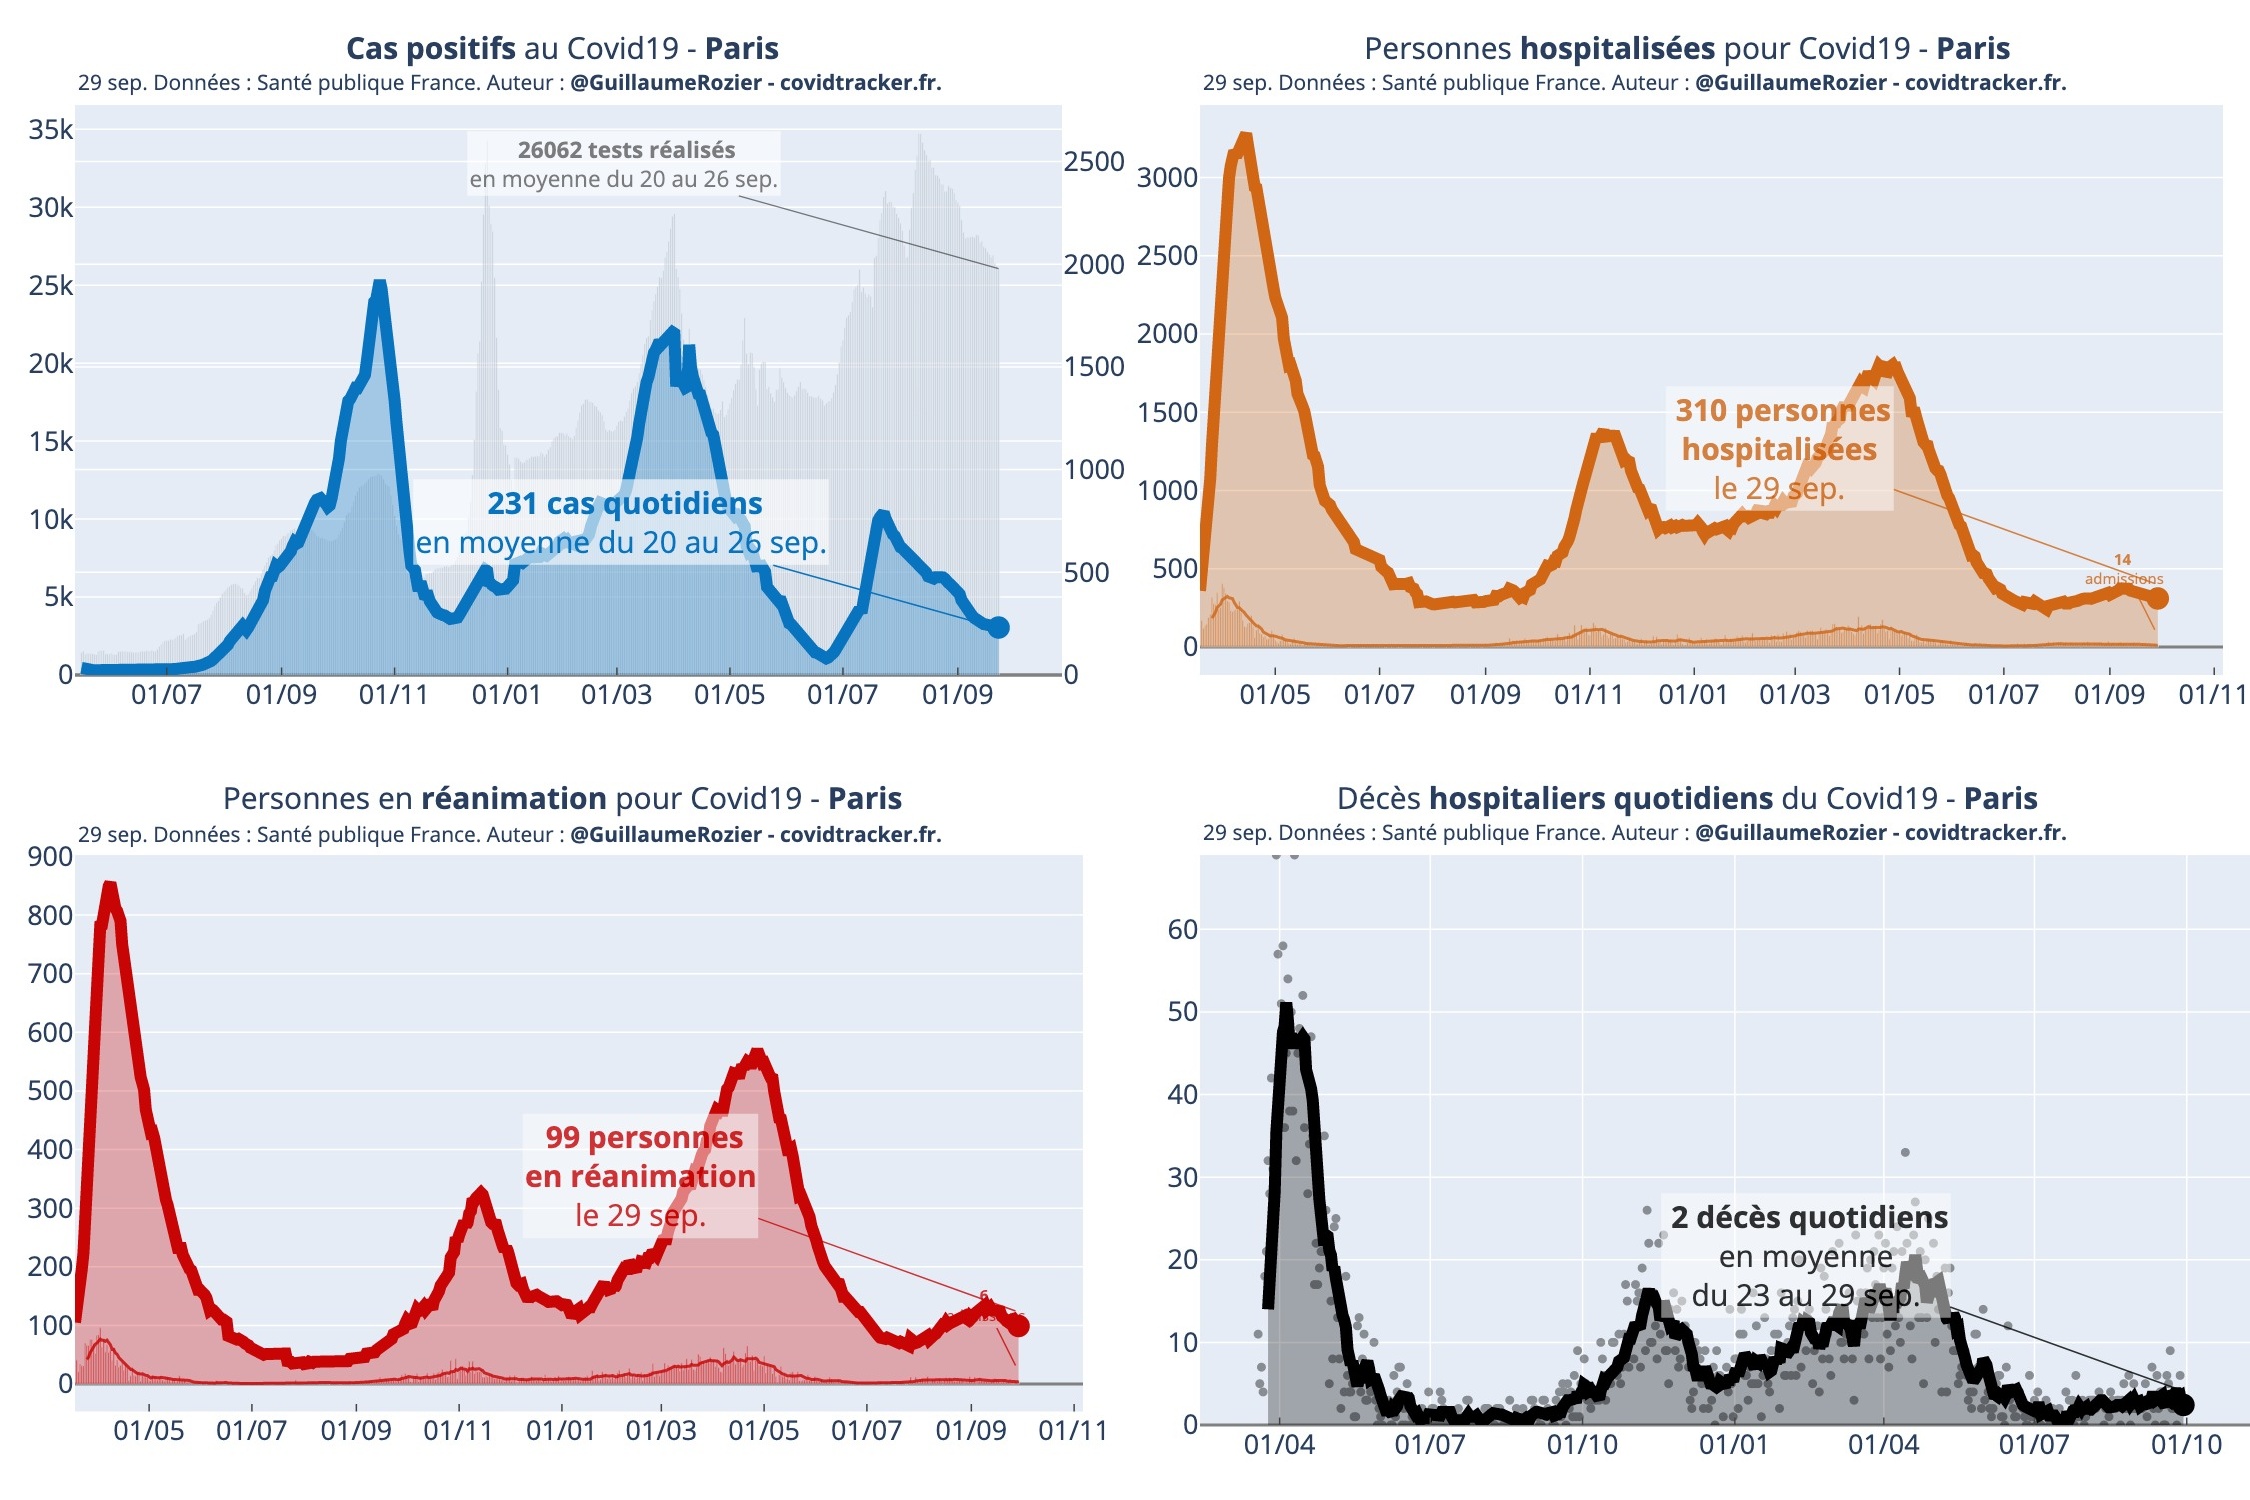 Cas positifs au Covid19 - Paris
29 sep. Données : Santé publique France. Auteur : @GuillaumeRozier - covidtracker.fr.
35k
30k
25k
20k
15k
10k
5k
0
2500
2000
1500
1000
500
0
26062 tests réalisés
en moyenne du 20 au 26 sep.
231 cas quotidiens
en moyenne du 20 au 26 sep.
01/07 01/09 01/11 01/01 01/03 01/05 01/07 01/09
Personnes hospitalisées pour Covid19 - Paris
29 sep. Données : Santé publique France. Auteur : @GuillaumeRozier - covidtracker.fr.
3000
2500
2000
1500
1000
500
0
310 personnes
hospitalisées
le 29 sep.
14
admissions
01/05 01/07 01/09 01/11 01/01 01/03 01/05 01/07 01/09 01/11
Personnes en réanimation pour Covid19 - Paris
29 sep. Données : Santé publique France. Auteur : @GuillaumeRozier - covidtracker.fr.
900
800
700
600
500
400
300
200
100
0
99 personnes
en réanimation
le 29 sep.
6
01/05 01/07 01/09 01/11 01/01 01/03 01/05 01/07 01/09 01/11
Décès hospitaliers quotidiens du Covid19 - Paris
29 sep. Données : Santé publique France. Auteur : @GuillaumeRozier - covidtracker.fr.
60
50
40
30
20
10
0
2 décès quotidiens
en moyenne
du 23 au 29 sep.
01/04 01/07 01/10 01/01 01/04 01/07 01/10